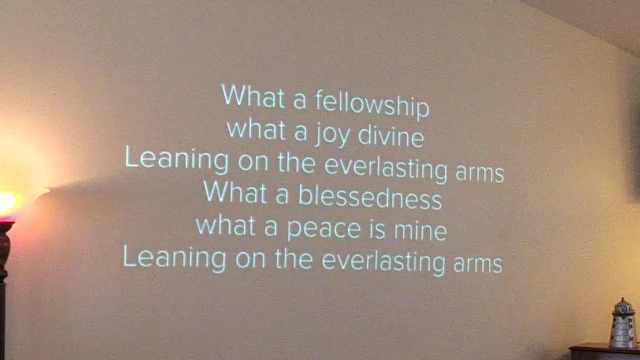 What a fellowship
what a joy divine
Leaning on the everlasting arms
What a blessedness
what a peace is mine
Leaning on the everlasting arms